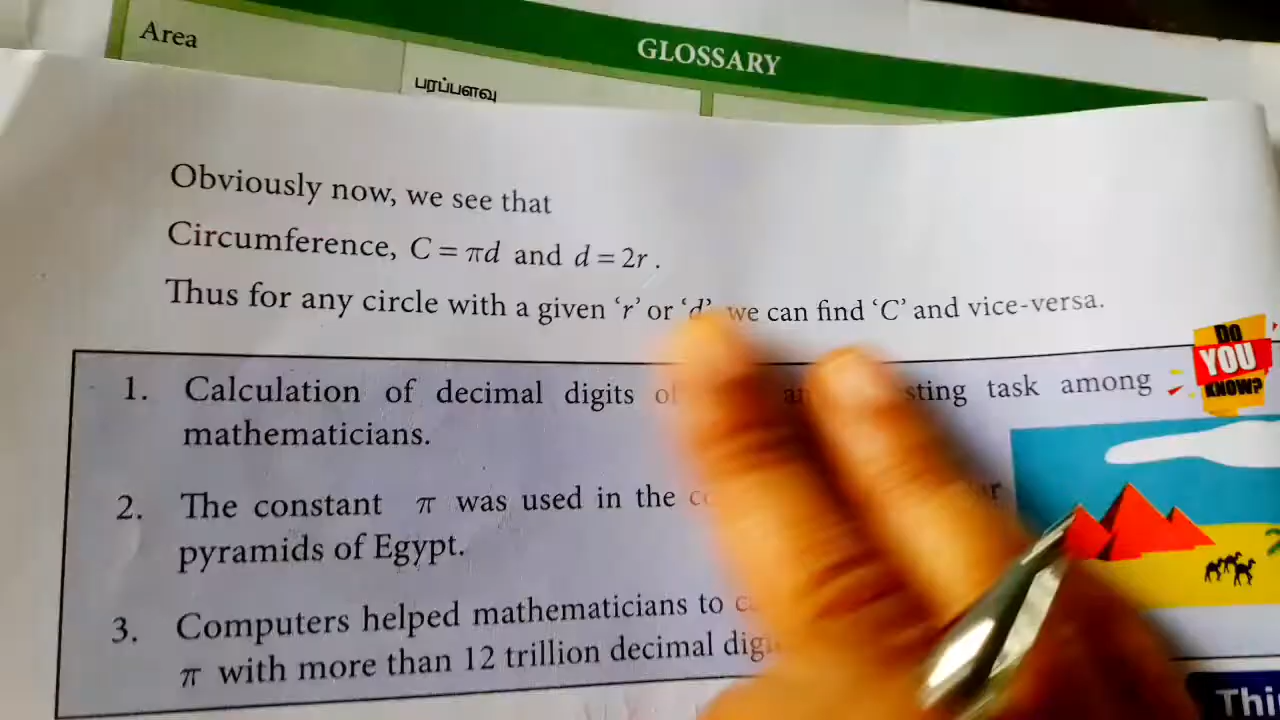 Area
GLOSSARY
பரப்பளவு
Obviously now, we see that
Circumference, C = πd and d = 2r .
Thus for any circle with a given ‘r’ or ‘d’ we can find ‘C’ and vice-versa.
DO
YOU
KNOW?
1. Calculation of decimal digits task among
mathematicians.
2. The constant π was used in the
pyramids of Egypt.
3. Computers helped mathematicians to
π with more than 12 trillion decimal